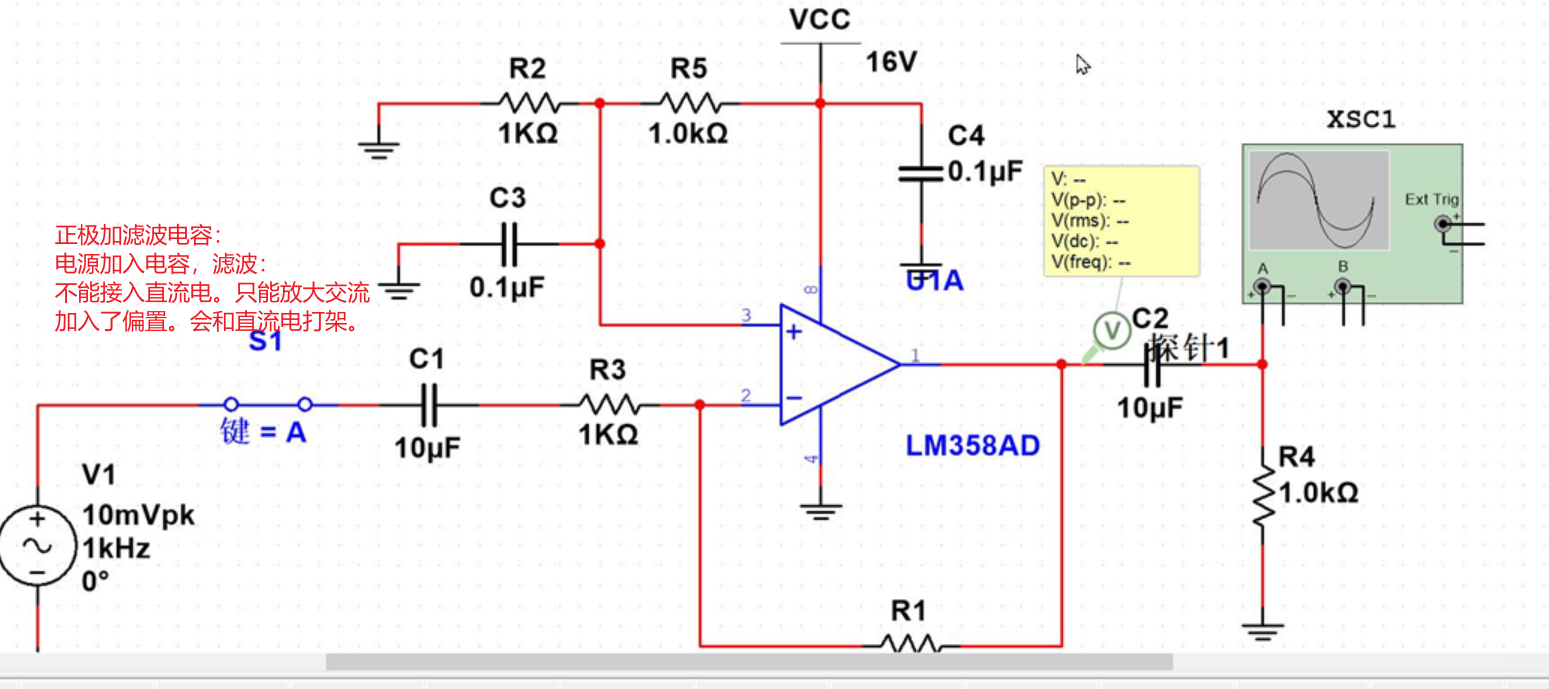 VCC
16V
R2
R5
1KΩ
1.0kΩ
C4
0.1µF
XSC1
Ext Trig
+
−
A
B
+
−
+
−
V: --
V(p-p): --
V(rms): --
V(dc): --
V(freq): --
C3
0.1µF
正极加滤波电容：
电源加入电容，滤波：
不能接入直流电。只能放大交流
加入了偏置。会和直流电打架。
U1A
8
3
+
1
2
−
4
LM358AD
V
C2
探针1
10µF
S1
键 = A
C1
10µF
R3
1KΩ
V1
10mVpk
1kHz
0°
+
−
R4
1.0kΩ
R1